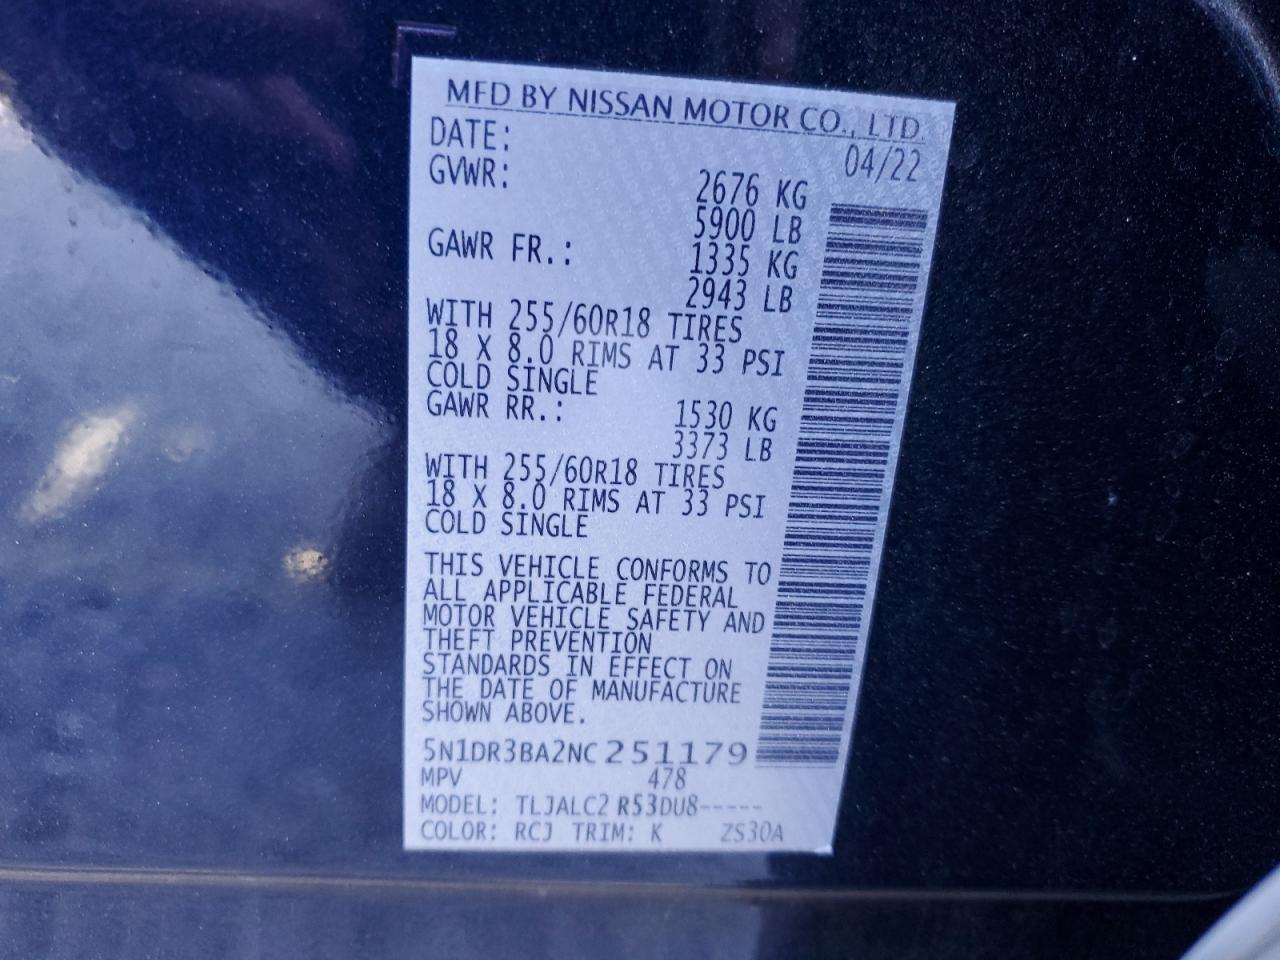 MFD BY NISSAN MOTOR CO., LTD.
DATE: 04/22
GVWR: 2676 KG
5900 LB
GAWR FR.: 1335 KG
2943 LB
WITH 255/60R18 TIRES
18 X 8.0 RIMS AT 33 PSI
COLD SINGLE
GAWR RR.: 1530 KG
3373 LB
WITH 255/60R18 TIRES
18 X 8.0 RIMS AT 33 PSI
COLD SINGLE
THIS VEHICLE CONFORMS TO
ALL APPLICABLE FEDERAL
MOTOR VEHICLE SAFETY AND
THEFT PREVENTION
STANDARDS IN EFFECT ON
THE DATE OF MANUFACTURE
SHOWN ABOVE.
5N1DR3BA2NC251179
MPV 478
MODEL: TLJALC2 R53DU8-----
COLOR: RCJ TRIM: K ZS30A